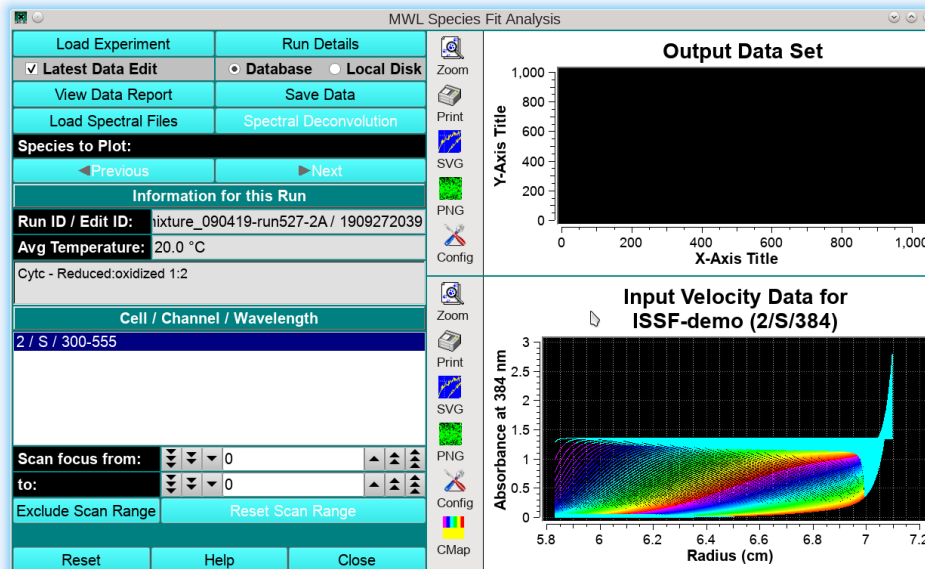 MWL Species Fit Analysis
Load Experiment
Run Details
Latest Data Edit
Database
Local Disk
View Data Report
Save Data
Load Spectral Files
Spectral Deconvolution
Species to Plot:
Previous
Next
Information for this Run
Run ID / Edit ID:
ixture_090419-run527-2A / 1909272039
Avg Temperature:
20.0 °C
Cytc - Reduced:oxidized 1:2
Cell / Channel / Wavelength
2 / S / 300-555
Scan focus from:
0
to:
0
Exclude Scan Range
Reset Scan Range
Reset
Help
Close
Zoom
Print
SVG
PNG
Config
Output Data Set
Y-Axis Title
1,000
800
600
400
200
0
0
200
400
600
800
1,000
X-Axis Title
Zoom
Print
SVG
PNG
Config
CMap
Input Velocity Data for
ISSF-demo (2/S/384)
Absorbance at 384 nm
3
2.5
2
1.5
1
0.5
0
5.8
6
6.2
6.4
6.6
6.8
7
7.2
Radius (cm)